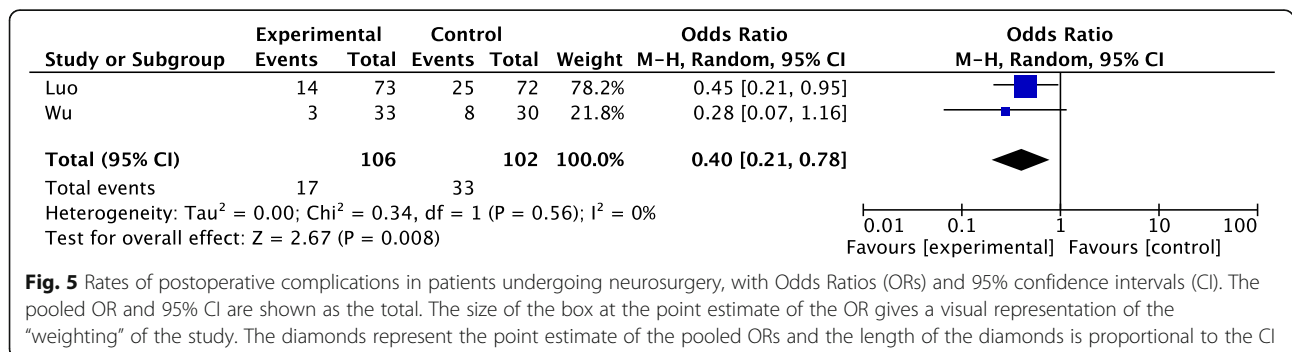 Experimental Control Odds Ratio Odds Ratio
Study or Subgroup Events Total Events Total Weight M-H, Random, 95% CI M-H, Random, 95% CI
Luo 14 73 25 72 78.2% 0.45 [0.21, 0.95]
Wu 3 33 8 30 21.8% 0.28 [0.07, 1.16]
Total (95% CI) 106 102 100.0% 0.40 [0.21, 0.78]
Total events 17 33
Heterogeneity: Tau² = 0.00; Chi² = 0.34, df = 1 (P = 0.56); I² = 0%
Test for overall effect: Z = 2.67 (P = 0.008)
0.01 0.1 1 10 100
Favours [experimental] Favours [control]
Fig. 5 Rates of postoperative complications in patients undergoing neurosurgery, with Odds Ratios (ORs) and 95% confidence intervals (CI). The
pooled OR and 95% CI are shown as the total. The size of the box at the point estimate of the OR gives a visual representation of the
“weighting” of the study. The diamonds represent the point estimate of the pooled ORs and the length of the diamonds is proportional to the CI